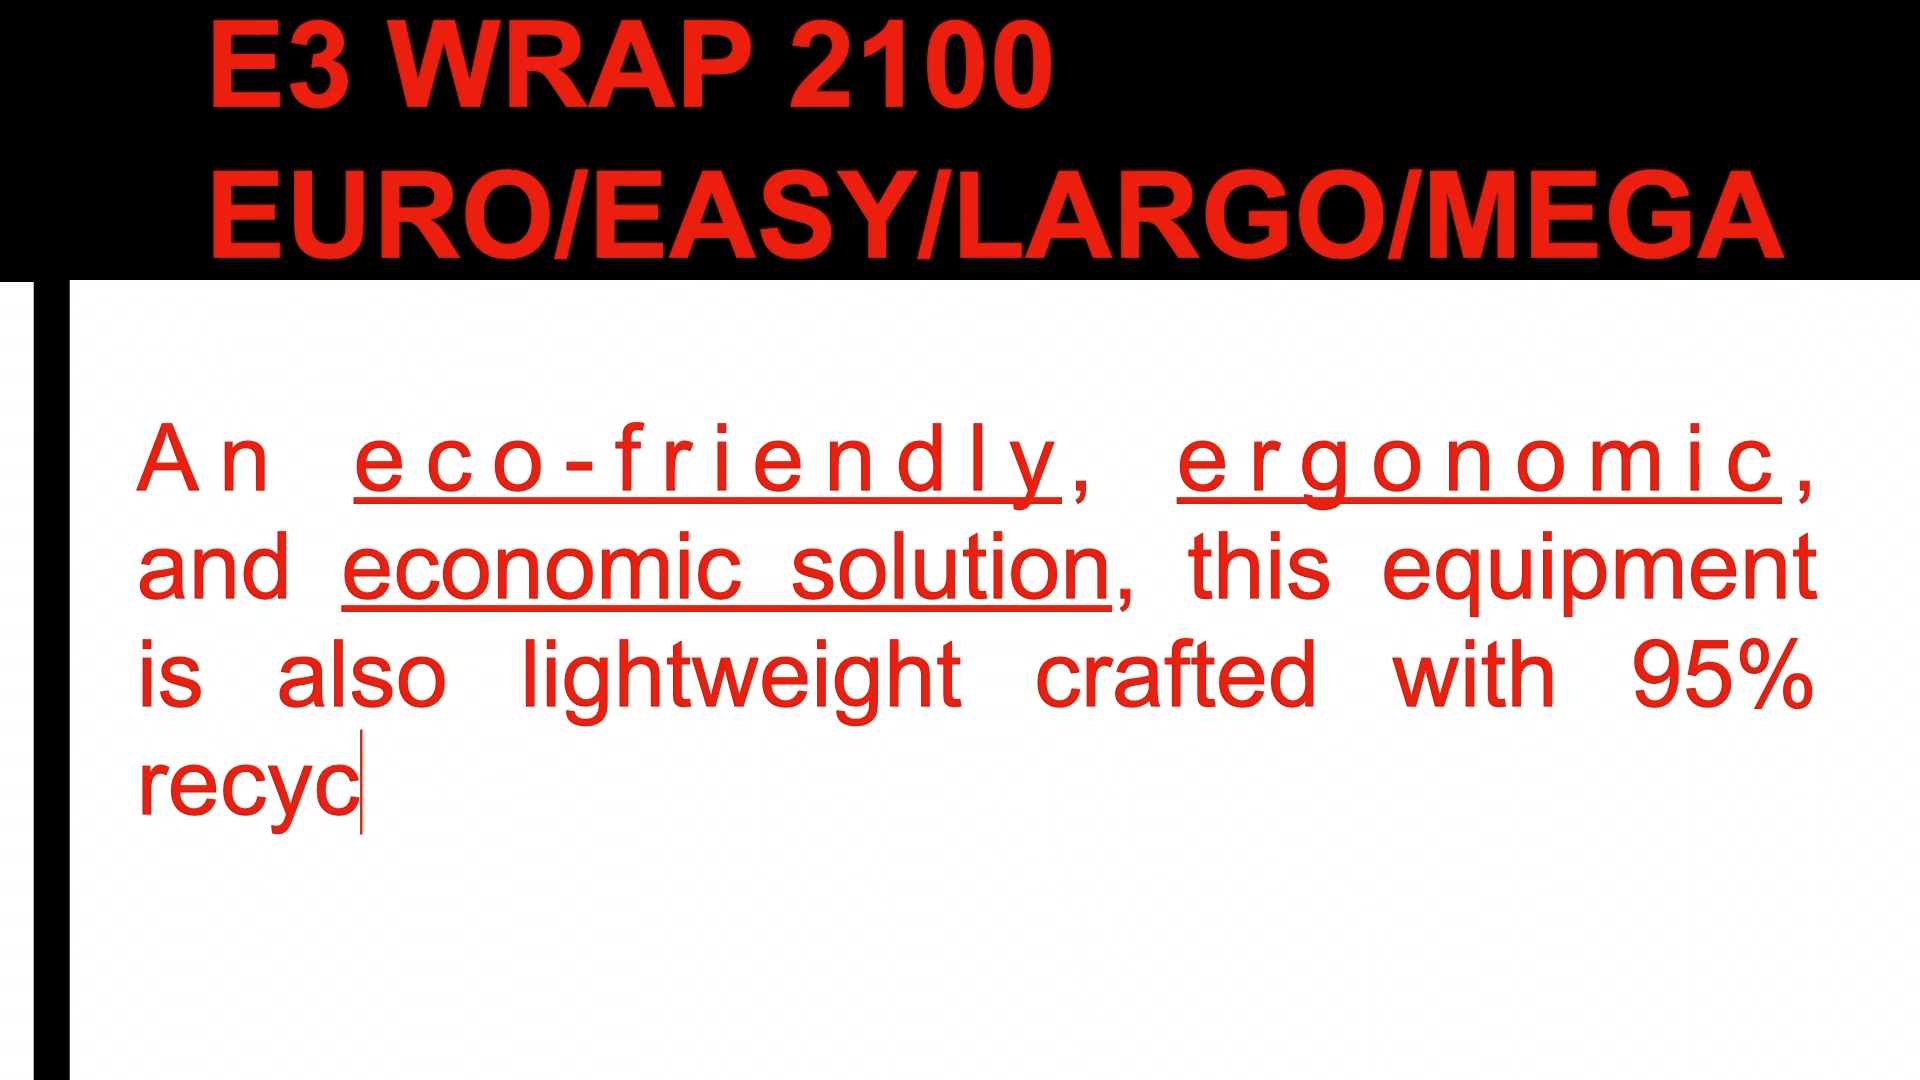 E3 WRAP 2100
EURO/EASY/LARGO/MEGA
An eco-friendly, ergonomic,
and economic solution, this equipment
is also lightweight crafted with 95%
recyc